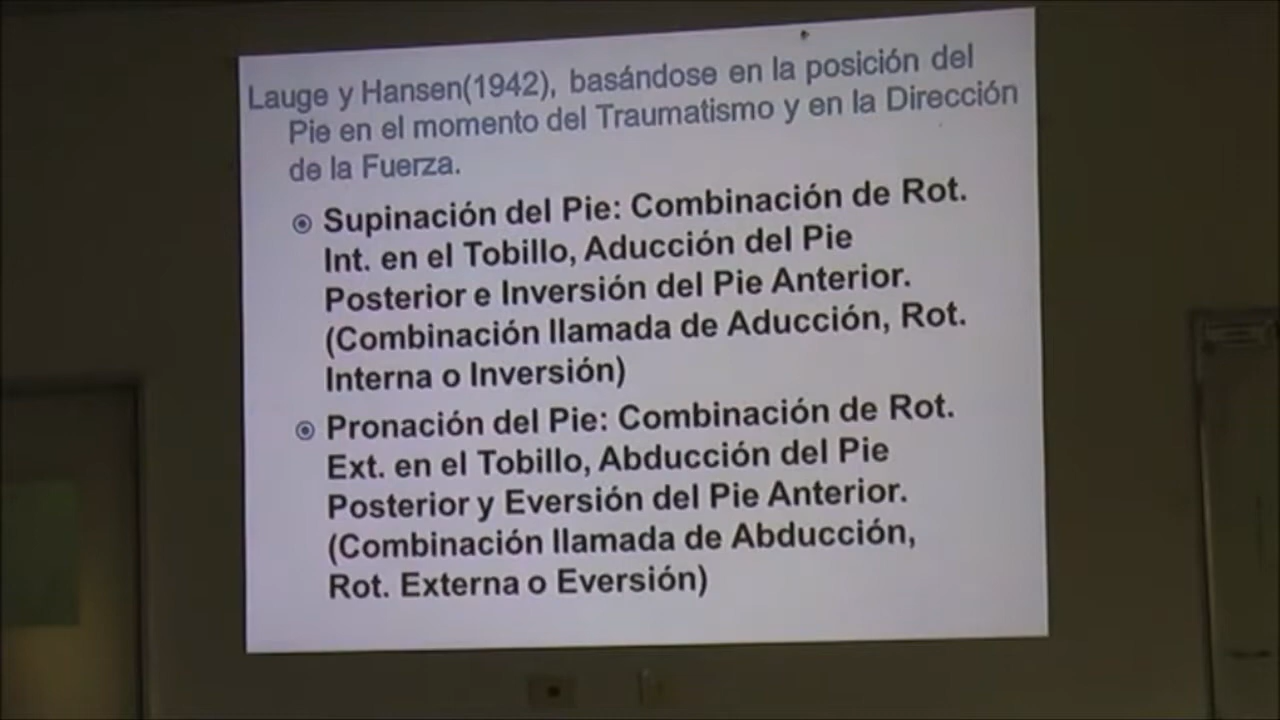 Lauge y Hansen(1942), basándose en la posición del
Pie en el momento del Traumatismo y en la Dirección
de la Fuerza.
Supinación del Pie: Combinación de Rot.
Int. en el Tobillo, Aducción del Pie
Posterior e Inversión del Pie Anterior.
(Combinación llamada de Aducción, Rot.
Interna o Inversión)
Pronación del Pie: Combinación de Rot.
Ext. en el Tobillo, Abducción del Pie
Posterior y Eversión del Pie Anterior.
(Combinación llamada de Abducción,
Rot. Externa o Eversión)